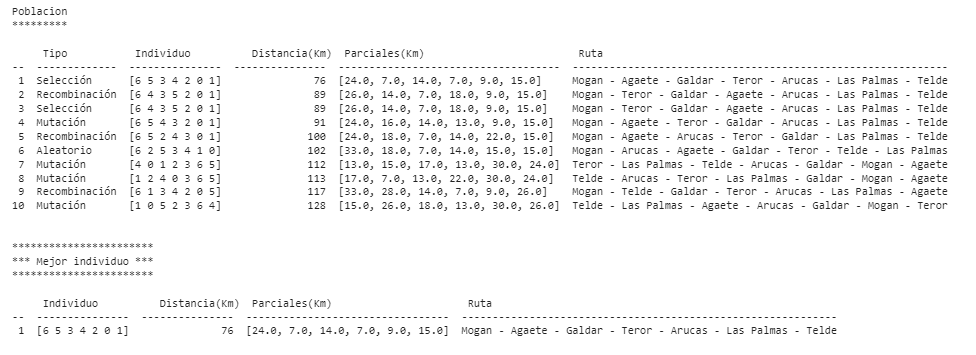 Poblacion
*********
Tipo Individuo Distancia(Km) Parciales(Km) Ruta
-- ------------- --------------- --------------- ------------------------------------ -------------------------------------------------------------
1 Selección [6 5 3 4 2 0 1] 76 [24.0, 7.0, 14.0, 7.0, 9.0, 15.0] Mogan - Agaete - Galdar - Teror - Arucas - Las Palmas - Telde
2 Recombinación [6 4 3 5 2 0 1] 89 [26.0, 14.0, 7.0, 18.0, 9.0, 15.0] Mogan - Teror - Galdar - Agaete - Arucas - Las Palmas - Telde
3 Selección [6 4 3 5 2 0 1] 89 [26.0, 14.0, 7.0, 18.0, 9.0, 15.0] Mogan - Teror - Galdar - Agaete - Arucas - Las Palmas - Telde
4 Mutación [6 5 4 3 2 0 1] 91 [24.0, 16.0, 14.0, 13.0, 9.0, 15.0] Mogan - Agaete - Teror - Galdar - Arucas - Las Palmas - Telde
5 Recombinación [6 5 2 4 3 0 1] 100 [24.0, 18.0, 7.0, 14.0, 22.0, 15.0] Mogan - Agaete - Arucas - Teror - Galdar - Las Palmas - Telde
6 Aleatorio [6 2 5 3 4 1 0] 102 [33.0, 18.0, 7.0, 14.0, 15.0, 15.0] Mogan - Arucas - Agaete - Galdar - Teror - Telde - Las Palmas
7 Mutación [4 0 1 2 3 6 5] 112 [13.0, 15.0, 17.0, 13.0, 30.0, 24.0] Teror - Las Palmas - Telde - Arucas - Galdar - Mogan - Agaete
8 Mutación [1 2 4 0 3 6 5] 113 [17.0, 7.0, 13.0, 22.0, 30.0, 24.0] Telde - Arucas - Teror - Las Palmas - Galdar - Mogan - Agaete
9 Recombinación [6 1 3 4 2 0 5] 117 [33.0, 28.0, 14.0, 7.0, 9.0, 26.0] Mogan - Telde - Galdar - Teror - Arucas - Las Palmas - Agaete
10 Mutación [1 0 5 2 3 6 4] 128 [15.0, 26.0, 18.0, 13.0, 30.0, 26.0] Telde - Las Palmas - Agaete - Arucas - Galdar - Mogan - Teror
***********************
*** Mejor individuo ***
***********************
Individuo Distancia(Km) Parciales(Km) Ruta
-- --------------- --------------- --------------------------------- -------------------------------------------------------------
1 [6 5 3 4 2 0 1] 76 [24.0, 7.0, 14.0, 7.0, 9.0, 15.0] Mogan - Agaete - Galdar - Teror - Arucas - Las Palmas - Telde